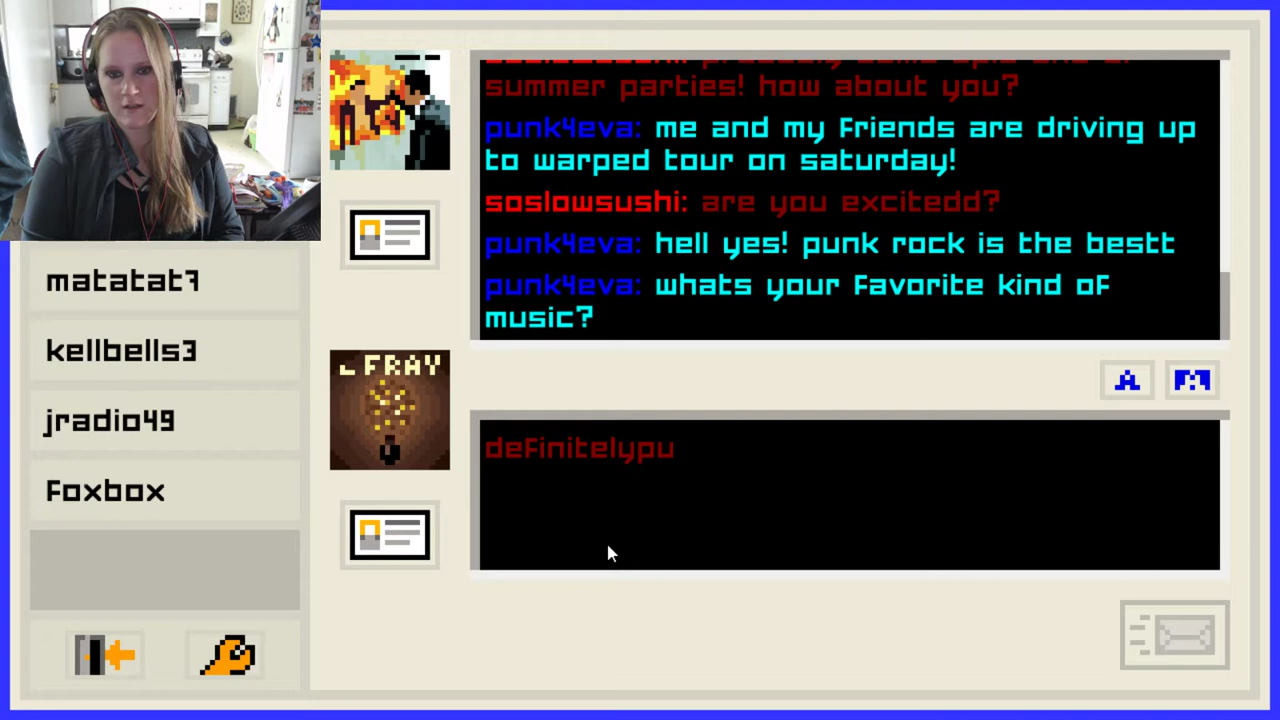 summer parties! how about you?
punk4eva: me and my friends are driving up
to warped tour on saturday!
soslowsushi: are you excitedd?
punk4eva: hell yes! punk rock is the bestt
punk4eva: whats your favorite kind of
music?
matatat7
kellbells3
jradio49
foxbox
FRAY
A
definitelypu